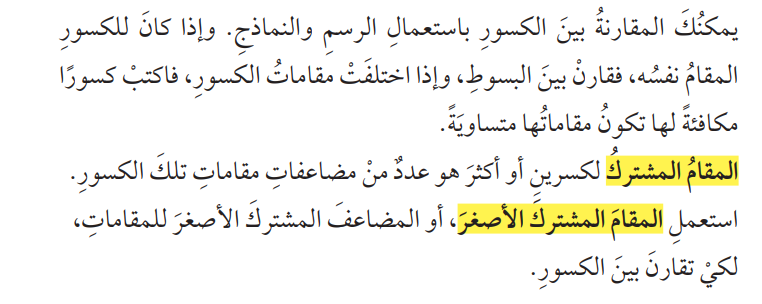 يمكنُكَ المقارنةُ بينَ الكسورِ باستعمالِ الرسمِ والنماذجِ. وإذا كانَ للكسورِ
المقامُ نفسُه، فقارنْ بينَ البسوطِ، وإذا اختلفَتْ مقاماتُ الكسورِ، فاكتبْ كسورًا
مكافئةً لها تكونُ مقاماتُها متساويَةً.
المقامُ المشتركُ لكسرينِ أو أكثرَ هو عددٌ منْ مضاعفاتِ مقاماتِ تلكَ الكسورِ.
استعملِ المقامَ المشتركَ الأصغرَ، أو المضاعفَ المشتركَ الأصغرَ للمقاماتِ،
لكيْ تقارنَ بينَ الكسورِ.